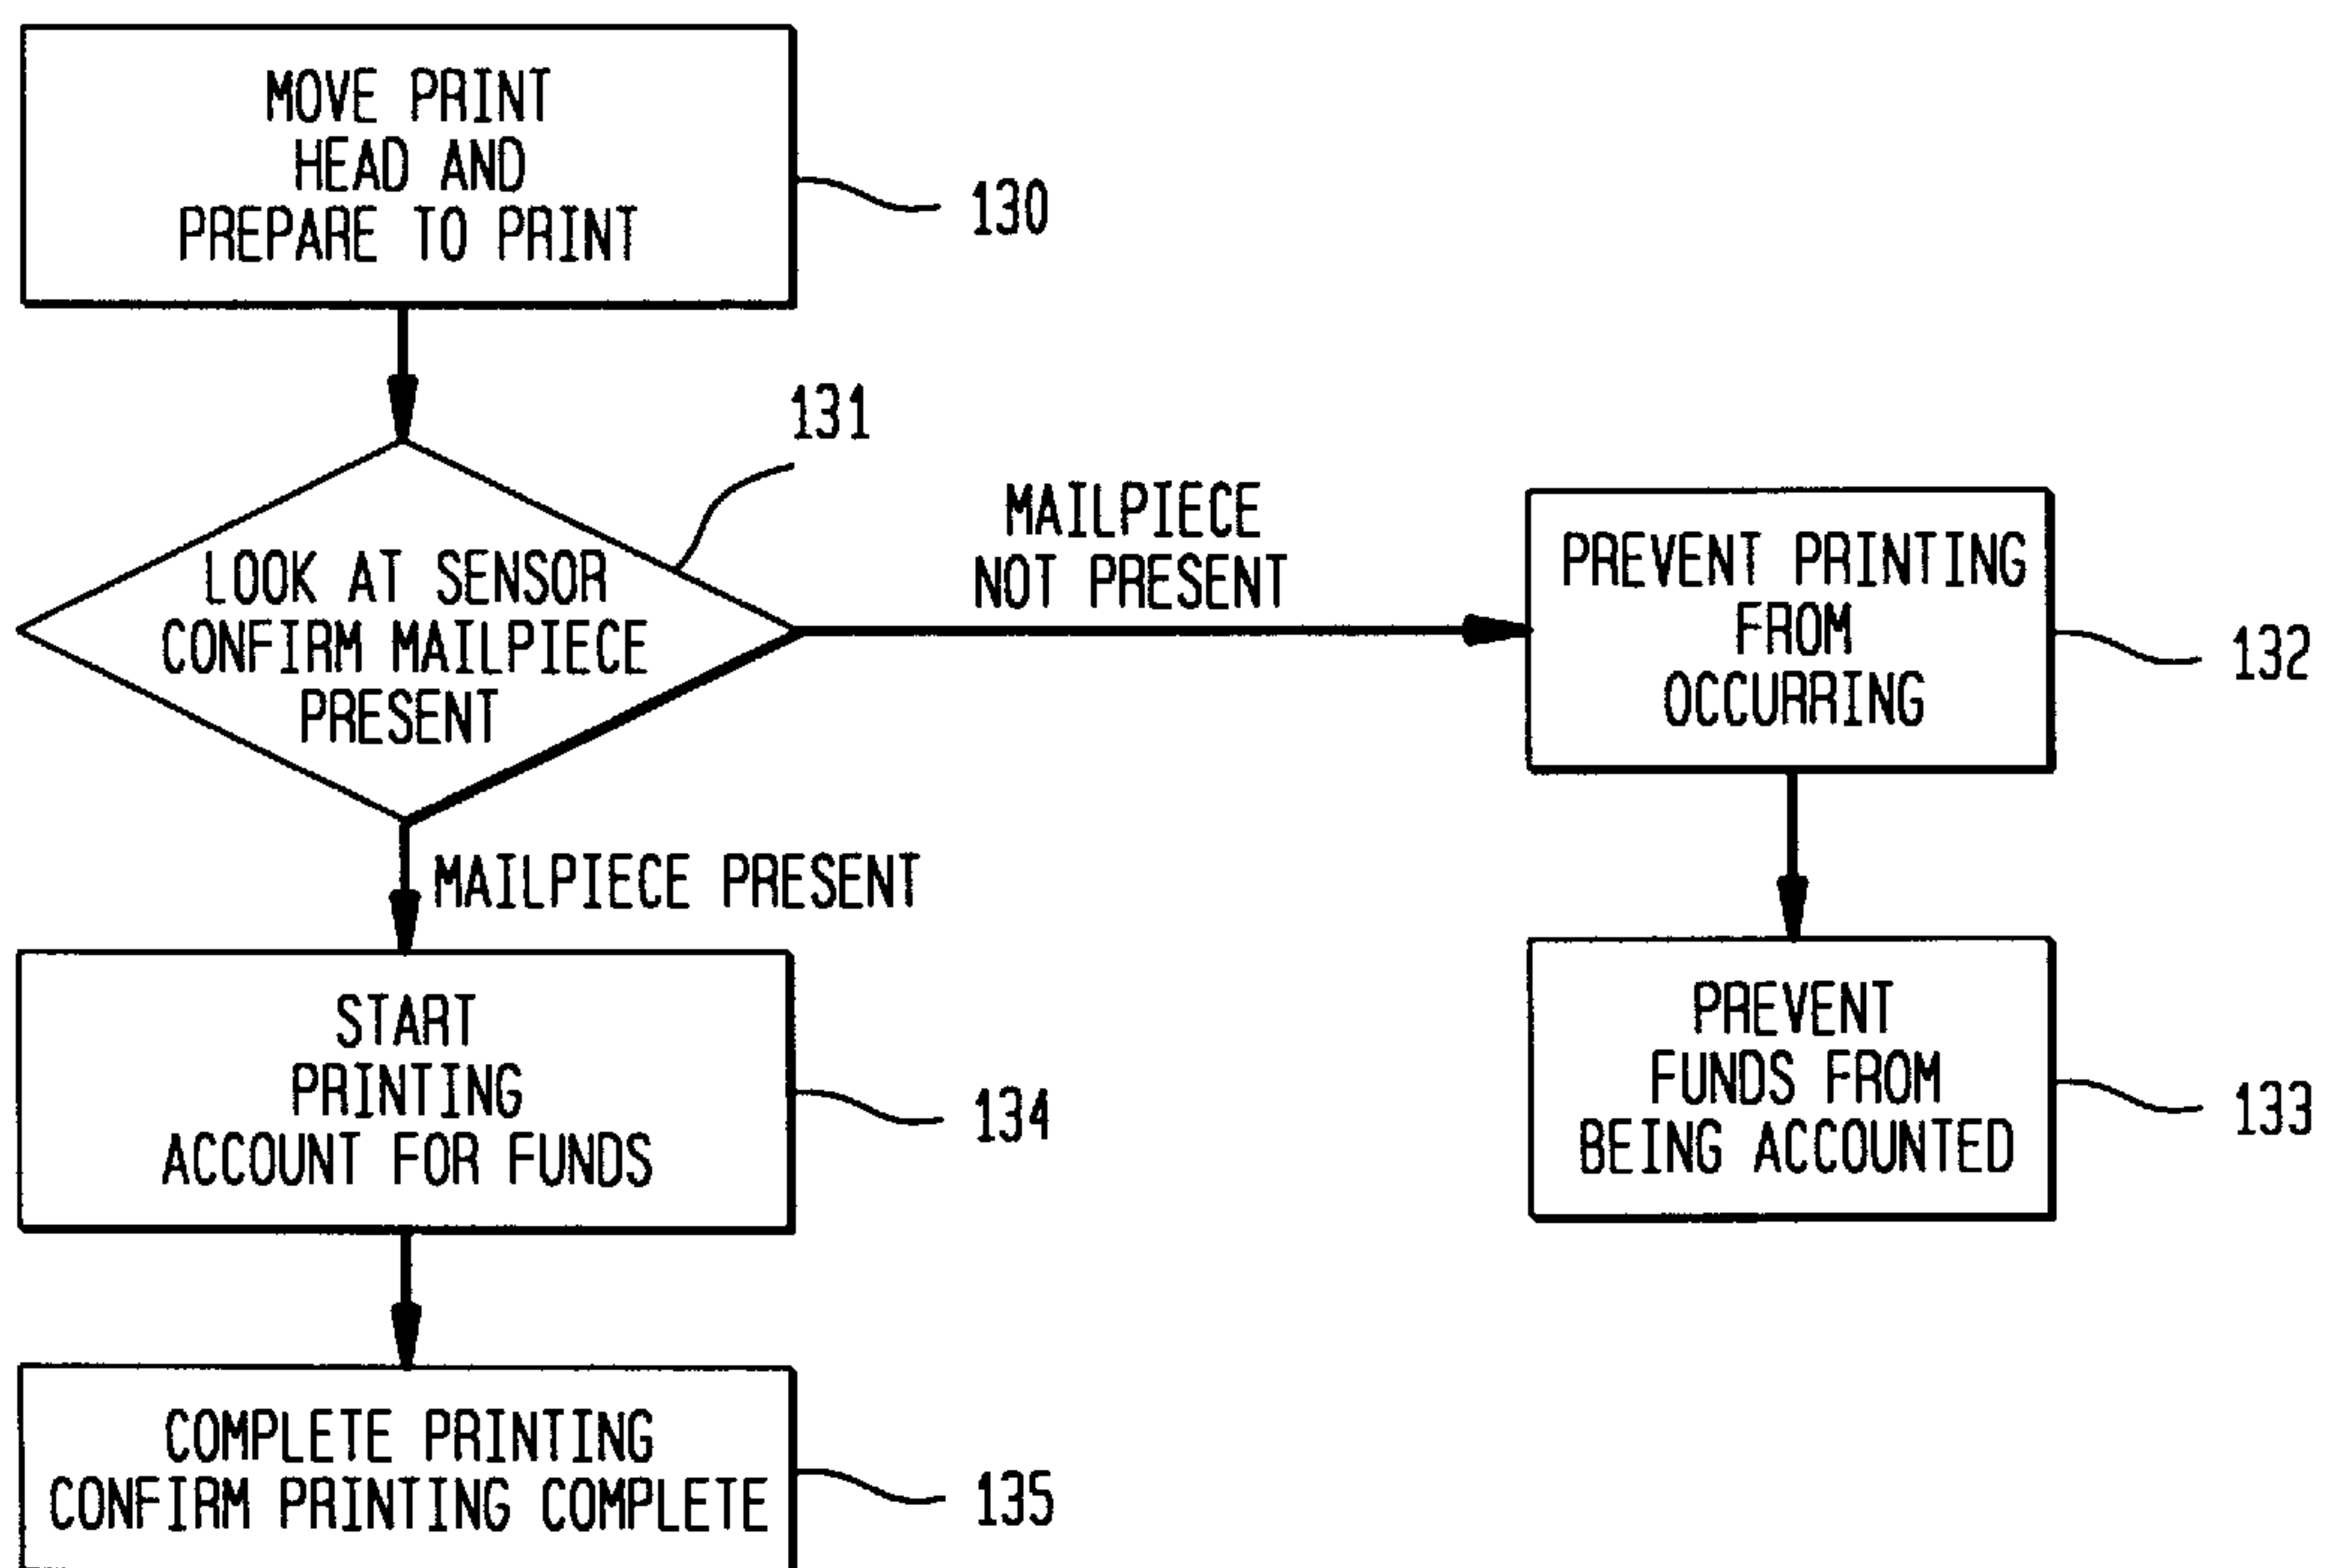 MOVE PRINT
HEAD AND
PREPARE TO PRINT
130
131
LOOK AT SENSOR
CONFIRM MAILPIECE
PRESENT
MAILPIECE
NOT PRESENT
PREVENT PRINTING
FROM
OCCURRING
132
MAILPIECE PRESENT
START
PRINTING
ACCOUNT FOR FUNDS
134
PREVENT
FUNDS FROM
BEING ACCOUNTED
133
COMPLETE PRINTING
CONFIRM PRINTING COMPLETE
135